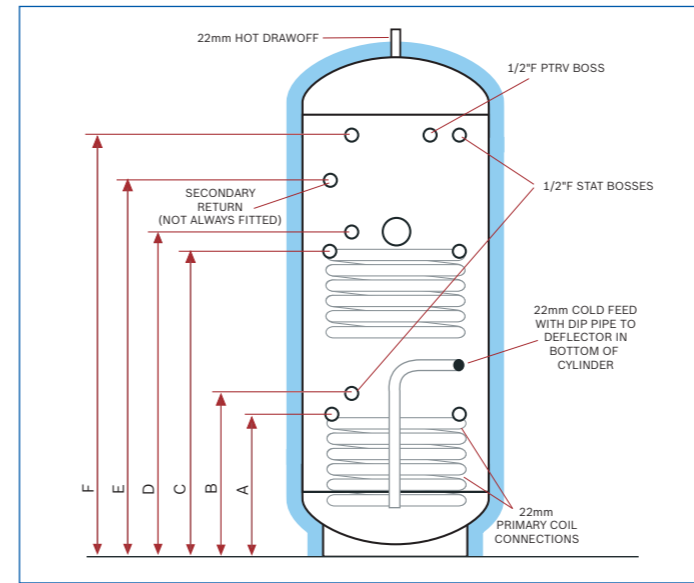 22mm HOT DRAWOFF
1/2"F PTRV BOSS
1/2"F STAT BOSSES
SECONDARY
RETURN
(NOT ALWAYS FITTED)
22mm COLD FEED
WITH DIP PIPE TO
DEFLECTOR IN
BOTTOM OF
CYLINDER
F
E
D
C
B
A
22mm
PRIMARY COIL
CONNECTIONS